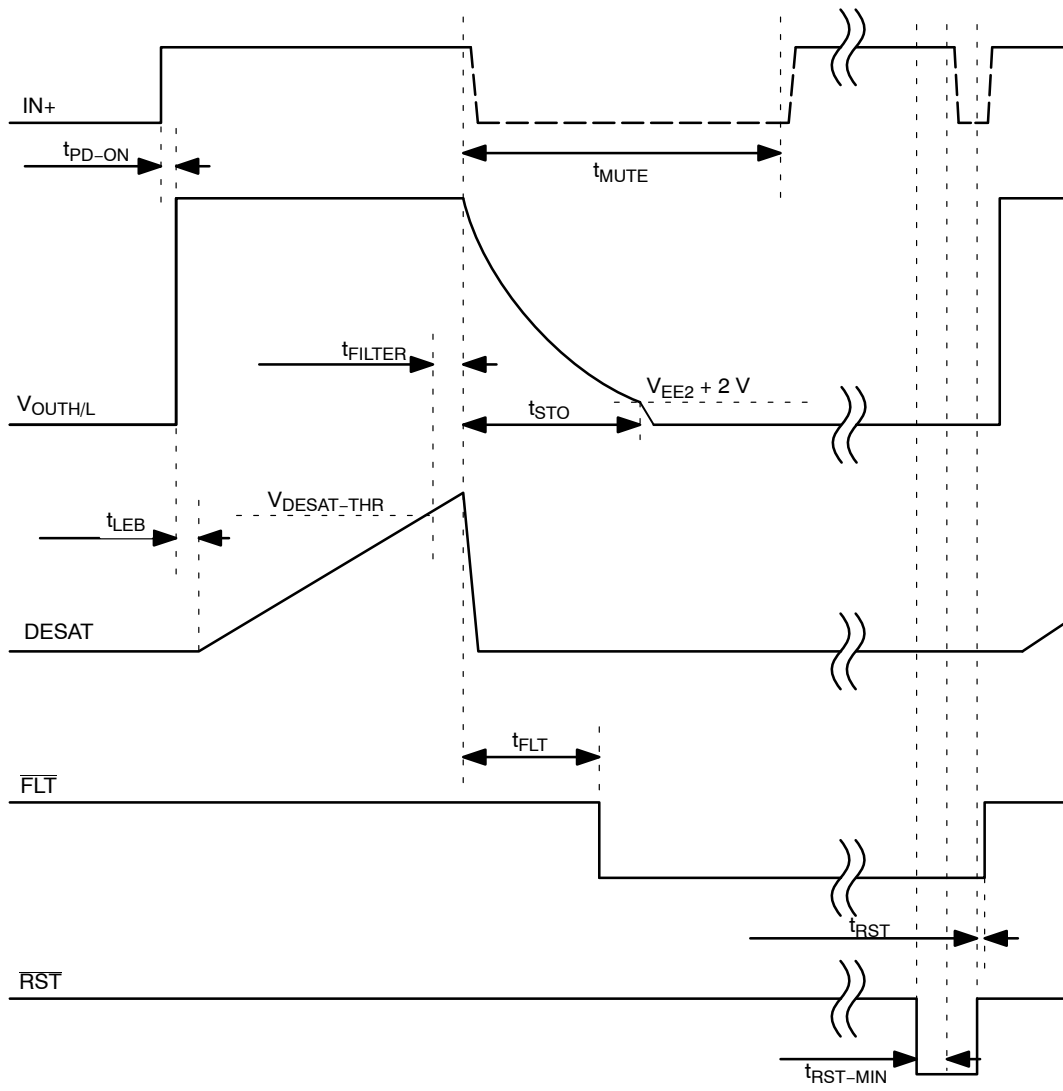 IN+
tPD–ON
tMUTE
tFILTER
VEE2 + 2 V
VOUTH/L
tSTO
VDESAT–THR
tLEB
DESAT
tFLT
FLT
tRST
RST
tRST–MIN